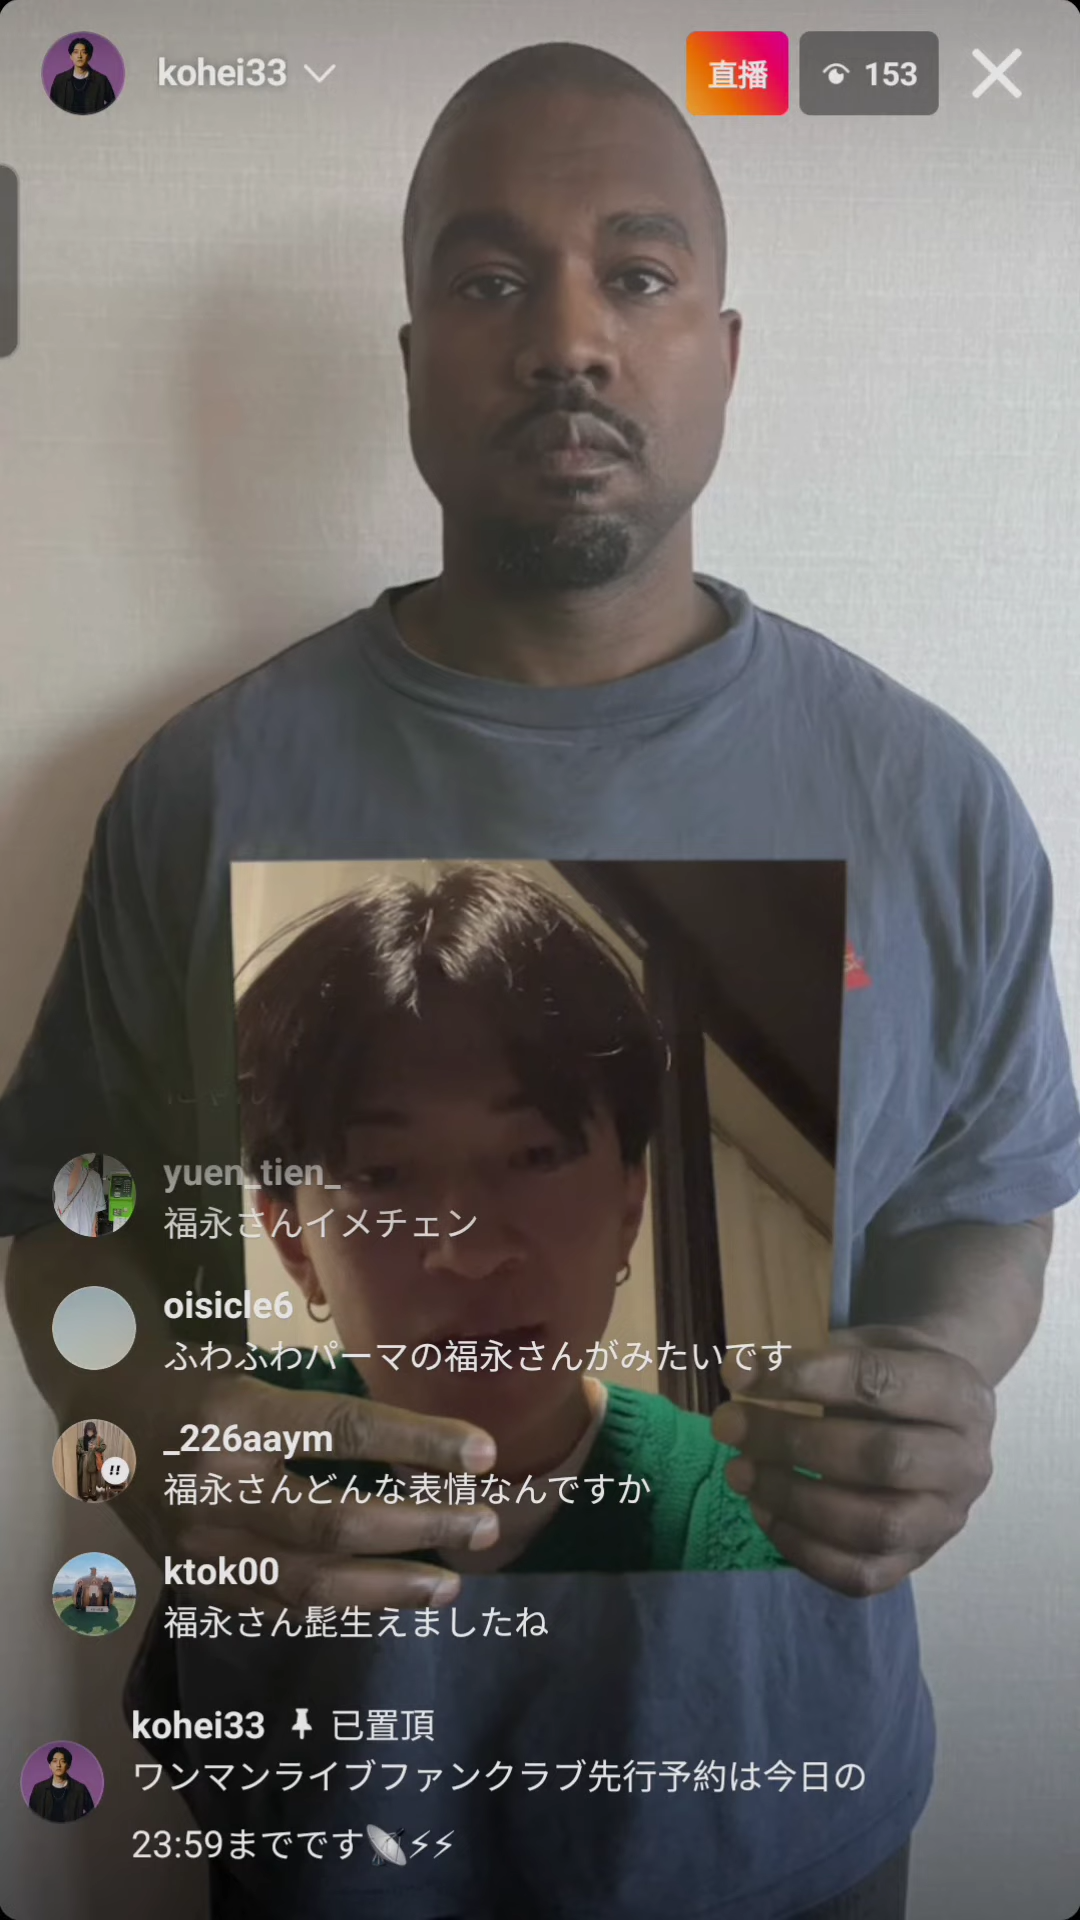 kohei33
直播
153
yuen_tien_
福永さんイメチェン
oisicle6
ふわふわパーマの福永さんがみたいです
_226aaym
福永さんどんな表情なんですか
ktok00
福永さん髭生えましたね
kohei33 已置頂
ワンマンライブファンクラブ先行予約は今日の
23:59までです📡⚡⚡